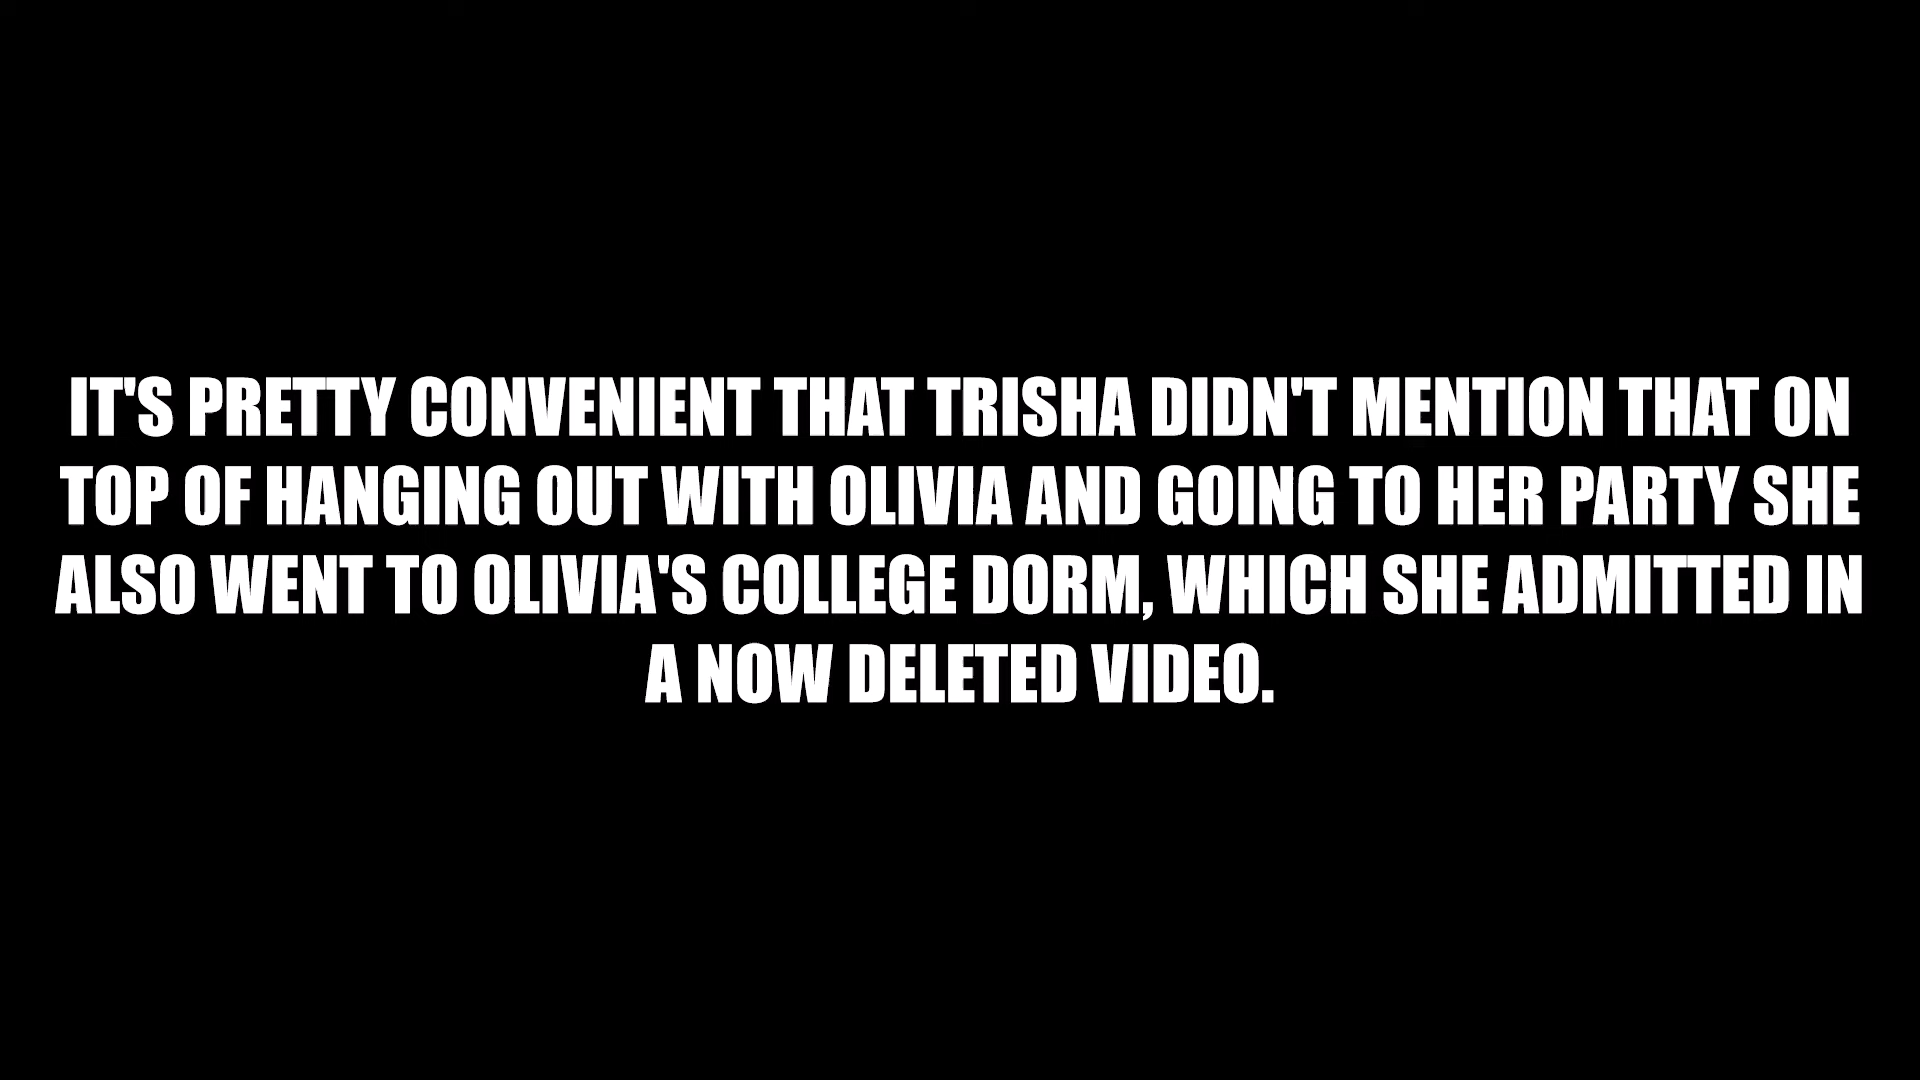 IT'S PRETTY CONVENIENT THAT TRISHA DIDN'T MENTION THAT ON
TOP OF HANGING OUT WITH OLIVIA AND GOING TO HER PARTY SHE
ALSO WENT TO OLIVIA'S COLLEGE DORM, WHICH SHE ADMITTED IN
A NOW DELETED VIDEO.